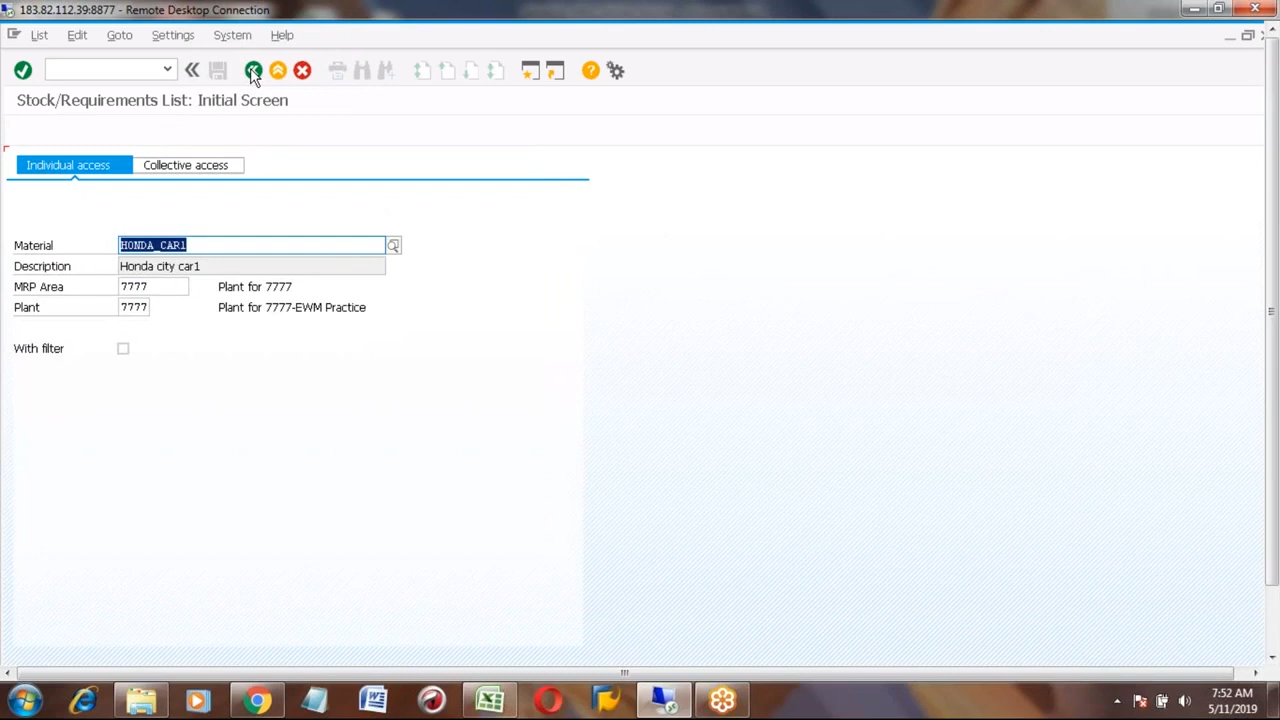 183.82.112.39:8877 - Remote Desktop Connection
List Edit Goto Settings System Help
Stock/Requirements List: Initial Screen
Individual access Collective access
Material HONDA_CAR1
Description Honda city car1
MRP Area 7777 Plant for 7777
Plant 7777 Plant for 7777-EWM Practice
With filter
7:52 AM
5/11/2019